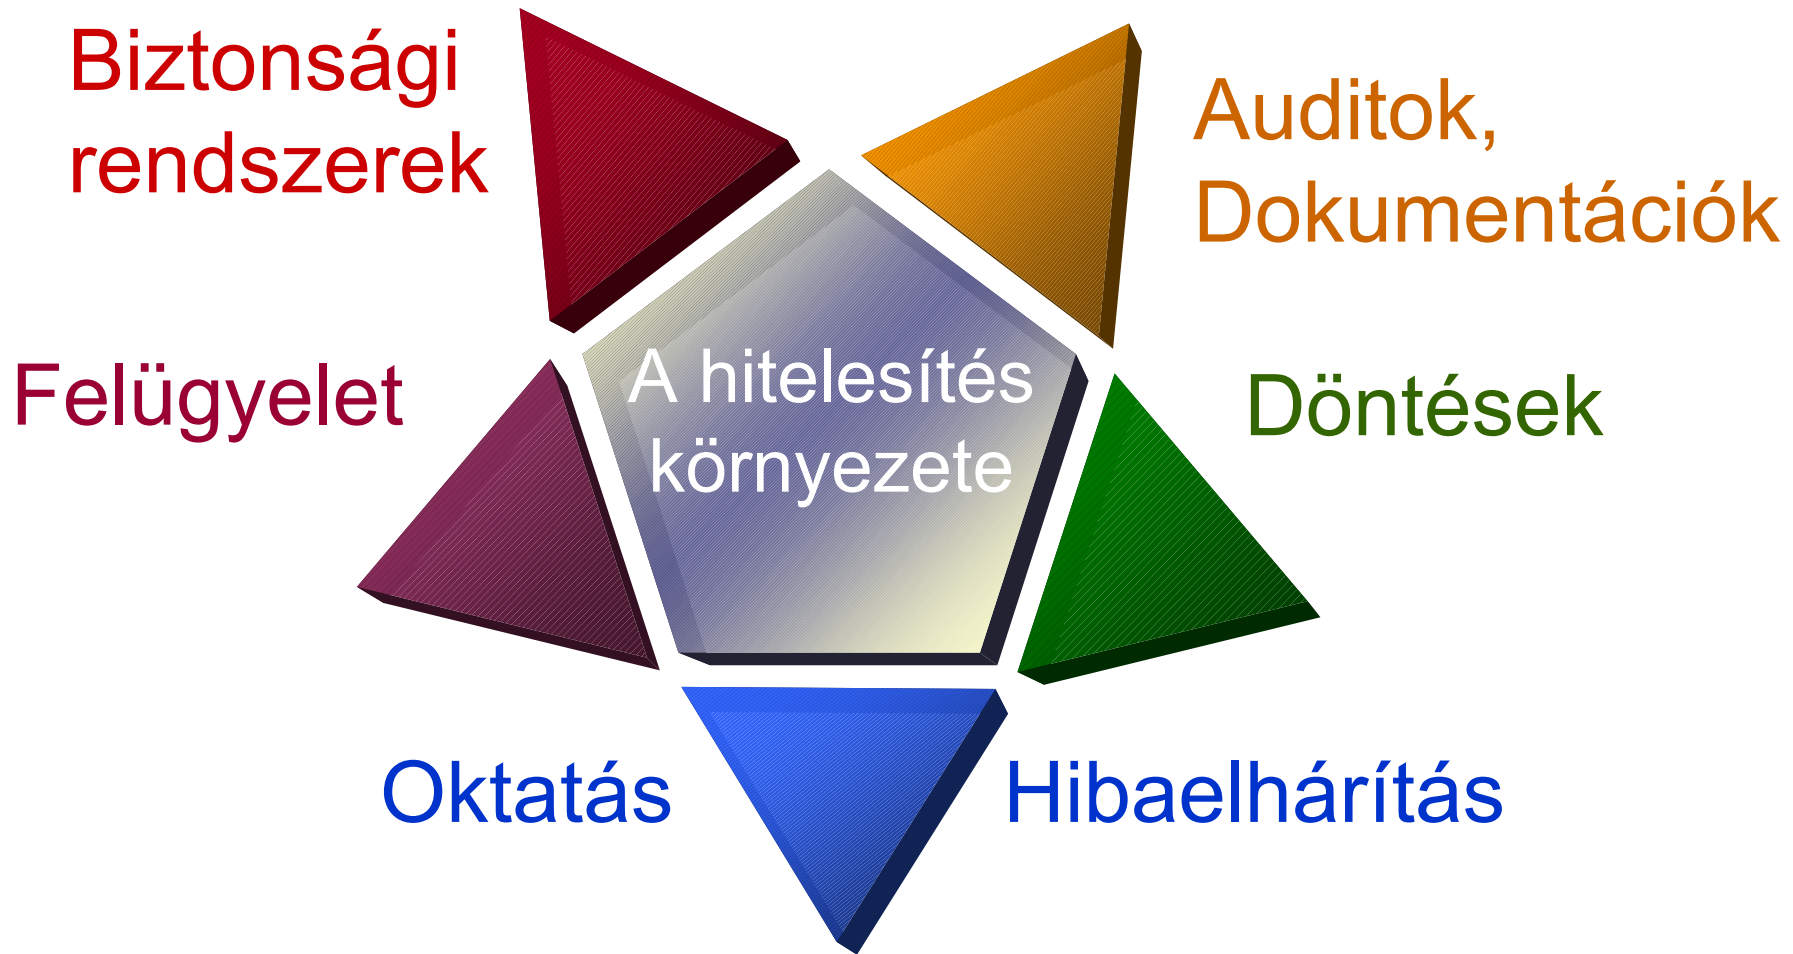 Biztonsági
rendszerek
Auditok,
Dokumentációk
Felügyelet
A hitelesítés
környezete
Döntések
Oktatás
Hibaelhárítás